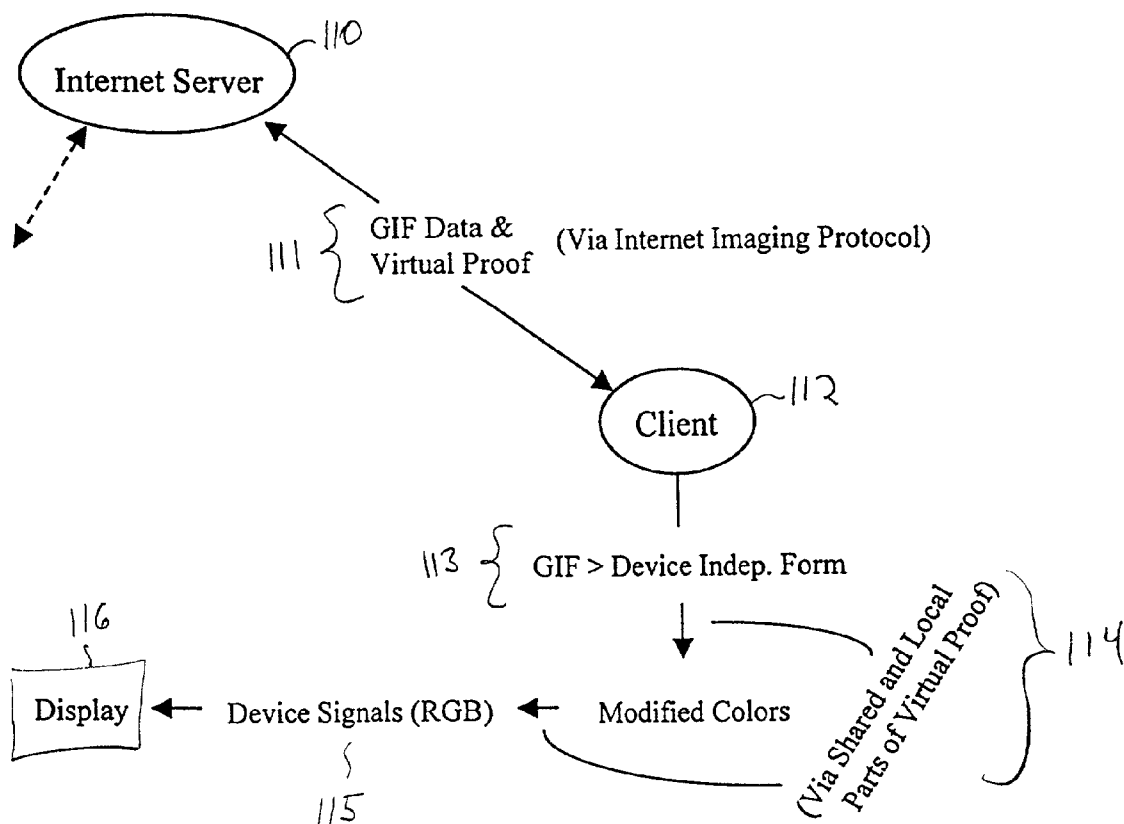 110
Internet Server
GIF Data &
Virtual Proof
(Via Internet Imaging Protocol)
111
112
Client
113
GIF > Device Indep. Form
(Via Shared and Local
Parts of Virtual Proof)
114
116
Display
Device Signals (RGB)
Modified Colors
115